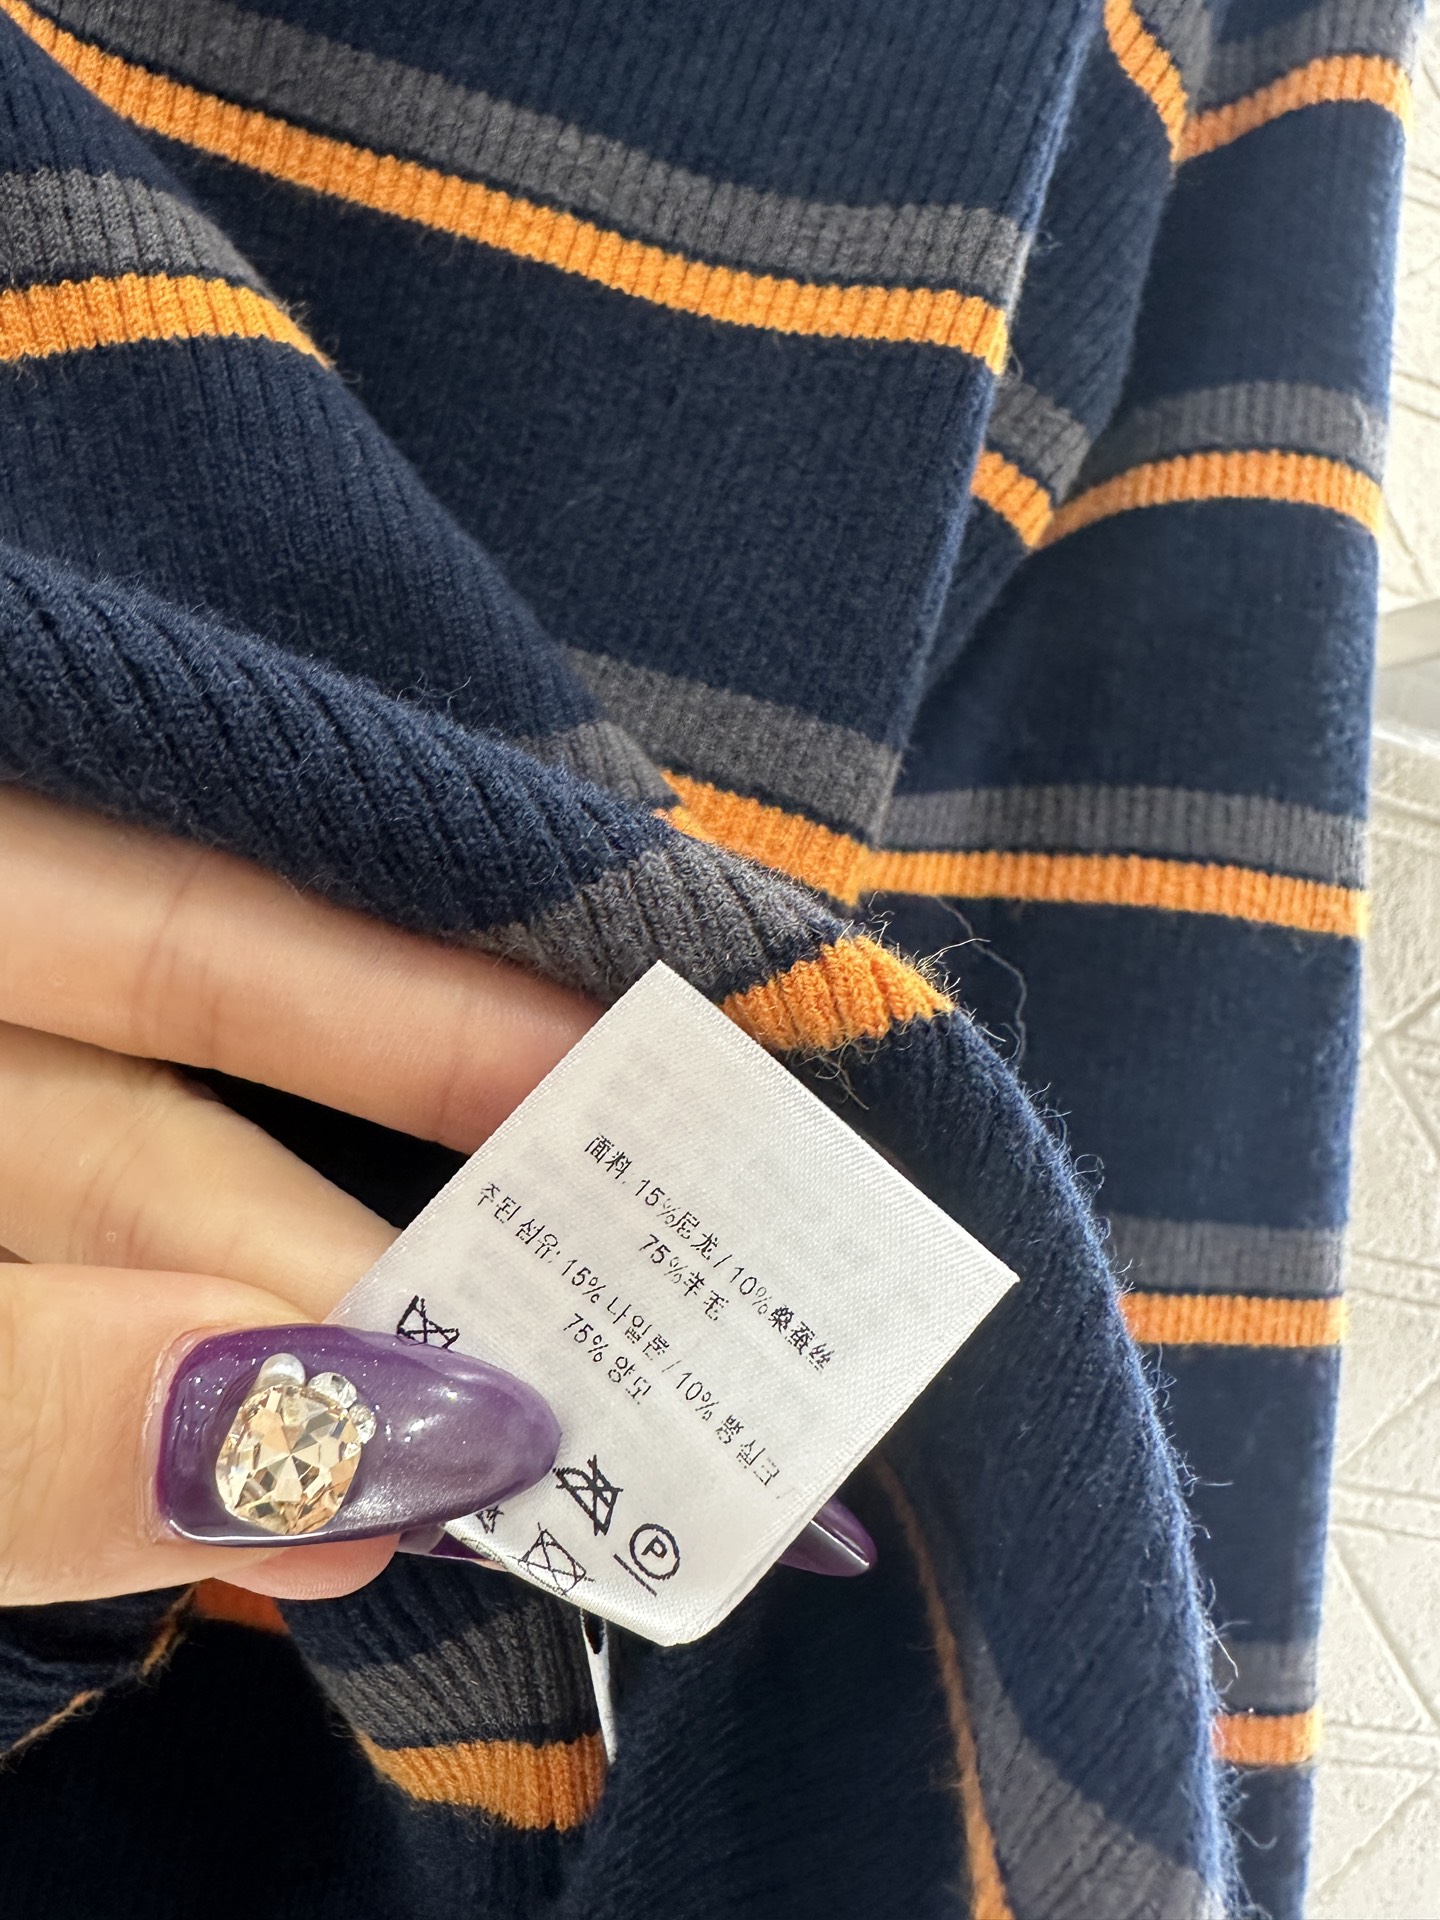 面料: 15%尼龙 / 10%桑蚕丝
75%羊毛
주된 섬유: 15% 나일론 / 10% 뽕 실크 /
75% 양모
P